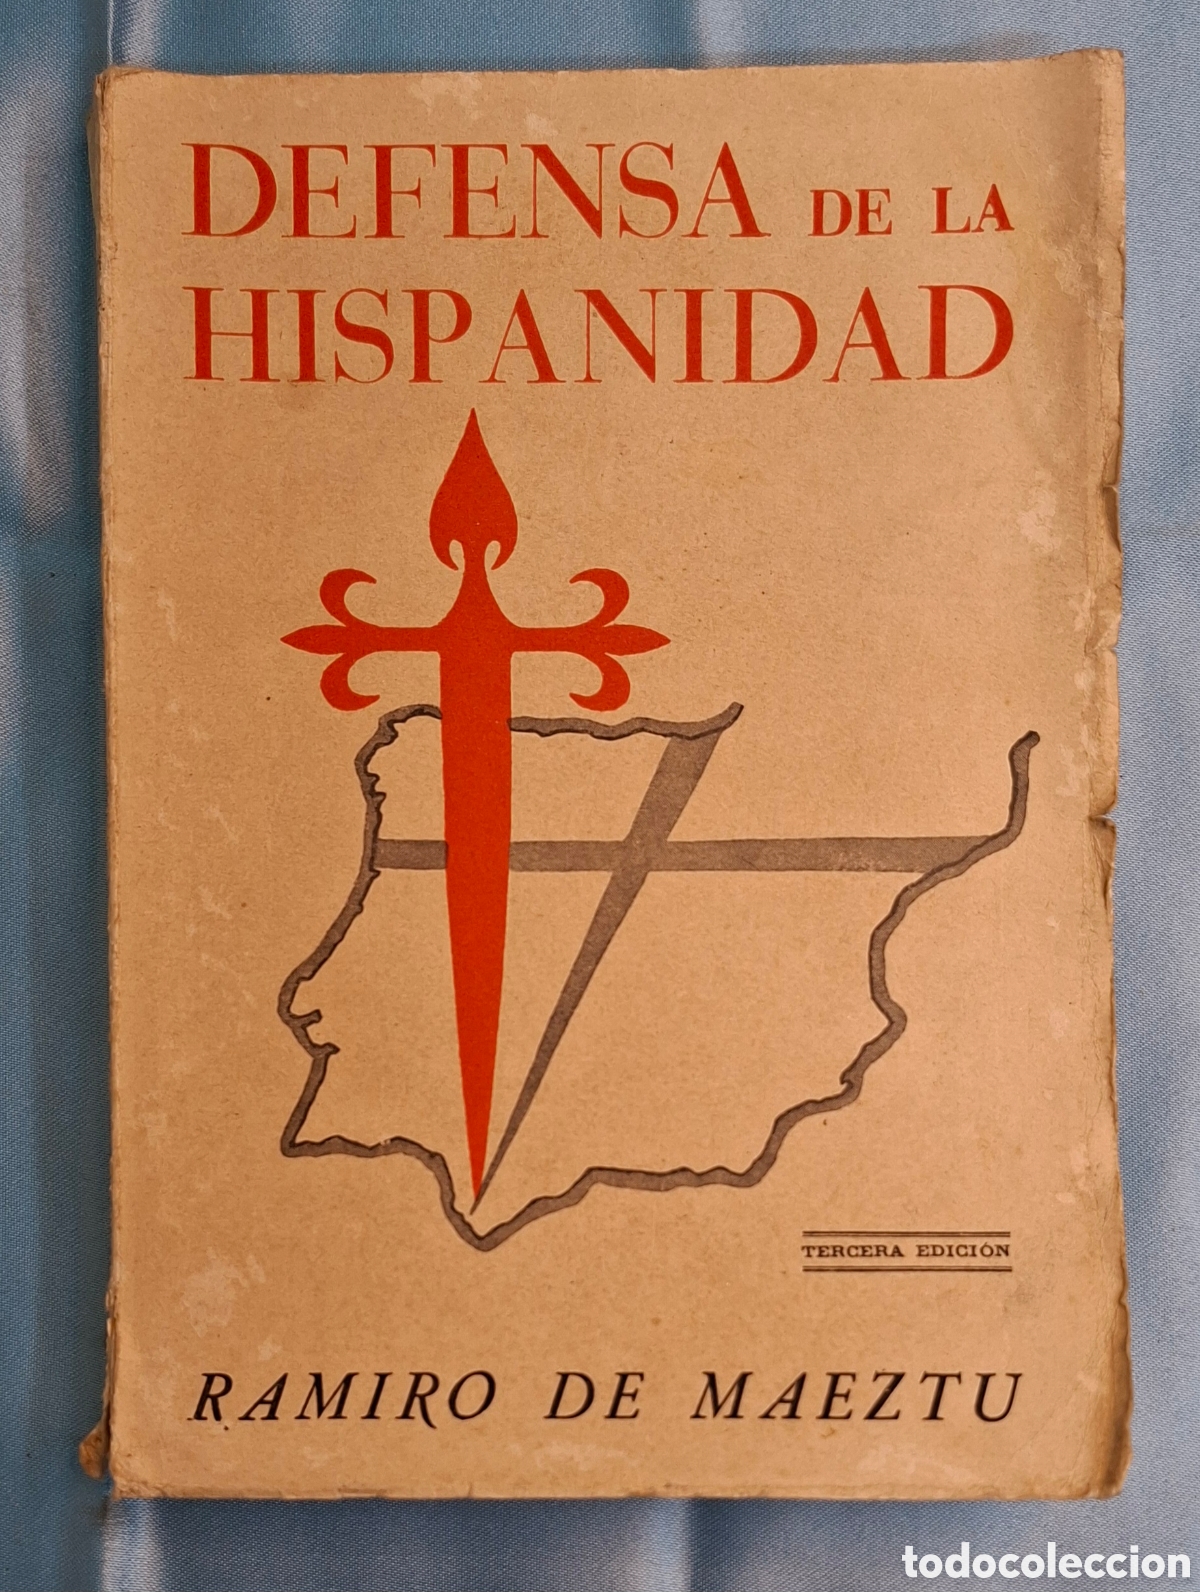 DEFENSA DE LA
HISPANIDAD
TERCERA EDICIÓN
RAMIRO DE MAEZTU
todocoleccion